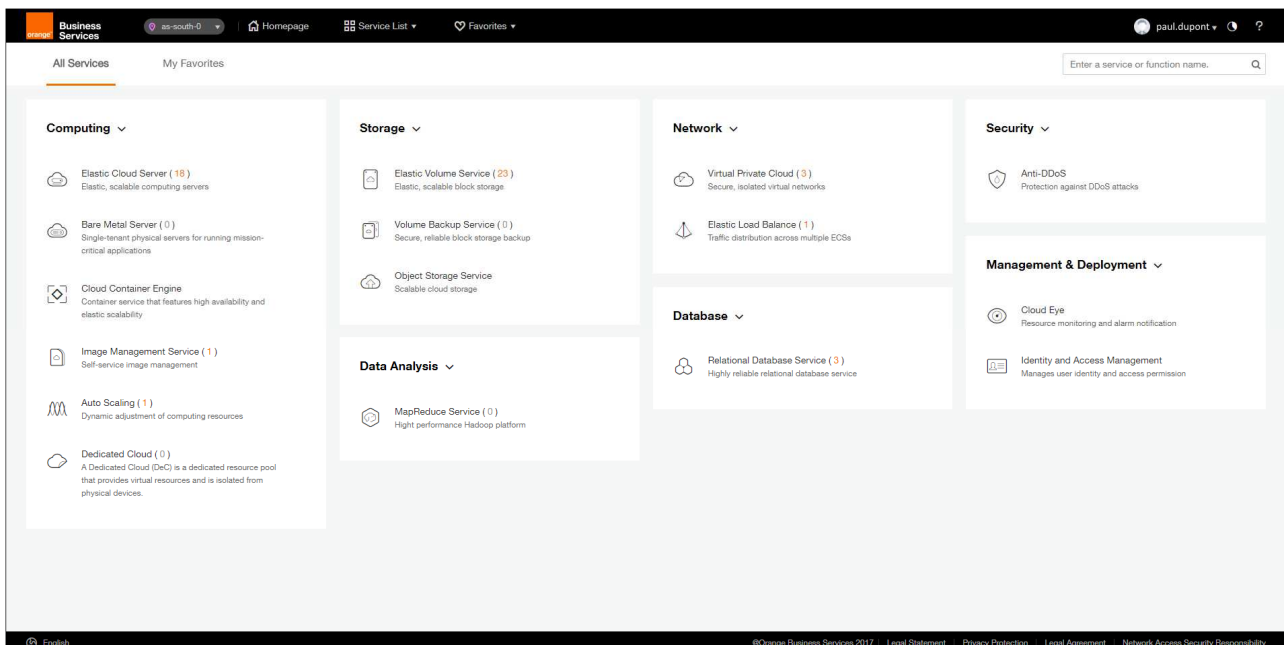 orange
Business
Services
as-south-0
Homepage
Service List
Favorites
paul.dupont
?
All Services
My Favorites
Enter a service or function name.
Computing
Elastic Cloud Server ( 18 )
Elastic, scalable computing servers
Bare Metal Server ( 0 )
Single-tenant physical servers for running mission-
critical applications
Cloud Container Engine
Container service that features high availability and
elastic scalability
Image Management Service ( 1 )
Self-service image management
Auto Scaling ( 1 )
Dynamic adjustment of computing resources
Dedicated Cloud ( 0 )
A Dedicated Cloud (DeC) is a dedicated resource pool
that provides virtual resources and is isolated from
physical devices.
Storage
Elastic Volume Service ( 23 )
Elastic, scalable block storage
Volume Backup Service ( 0 )
Secure, reliable block storage backup
Object Storage Service
Scalable cloud storage
Data Analysis
MapReduce Service ( 0 )
Hight performance Hadoop platform
Network
Virtual Private Cloud ( 3 )
Secure, isolated virtual networks
Elastic Load Balance ( 1 )
Traffic distribution across multiple ECSs
Database
Relational Database Service ( 3 )
Highly reliable relational database service
Security
Anti-DDoS
Protection against DDoS attacks
Management & Deployment
Cloud Eye
Resource monitoring and alarm notification
Identity and Access Management
Manages user identity and access permission
English
@Orange Business Services 2017 | Legal Statement | Privacy Protection | Legal Agreement | Network Access Security Responsibility